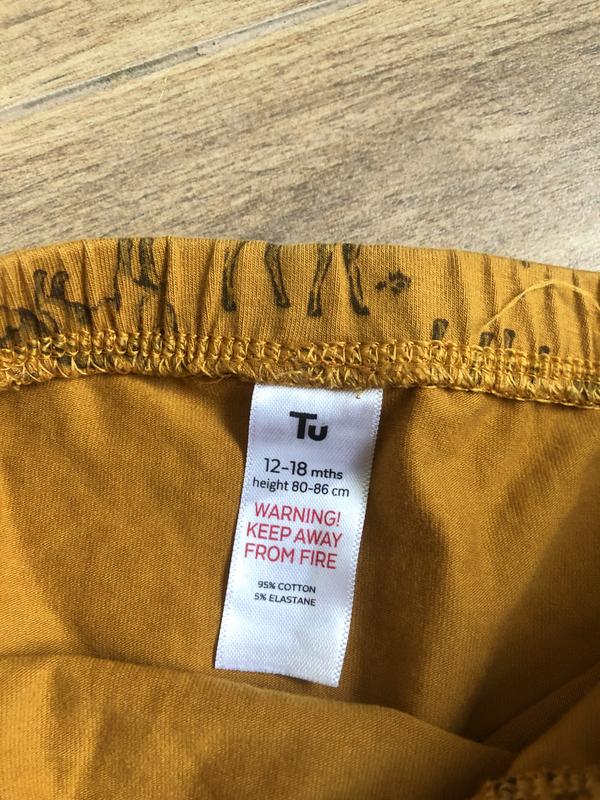 Tu
12-18 mths
height 80-86 cm
WARNING!
KEEP AWAY
FROM FIRE
95% COTTON
5% ELASTANE